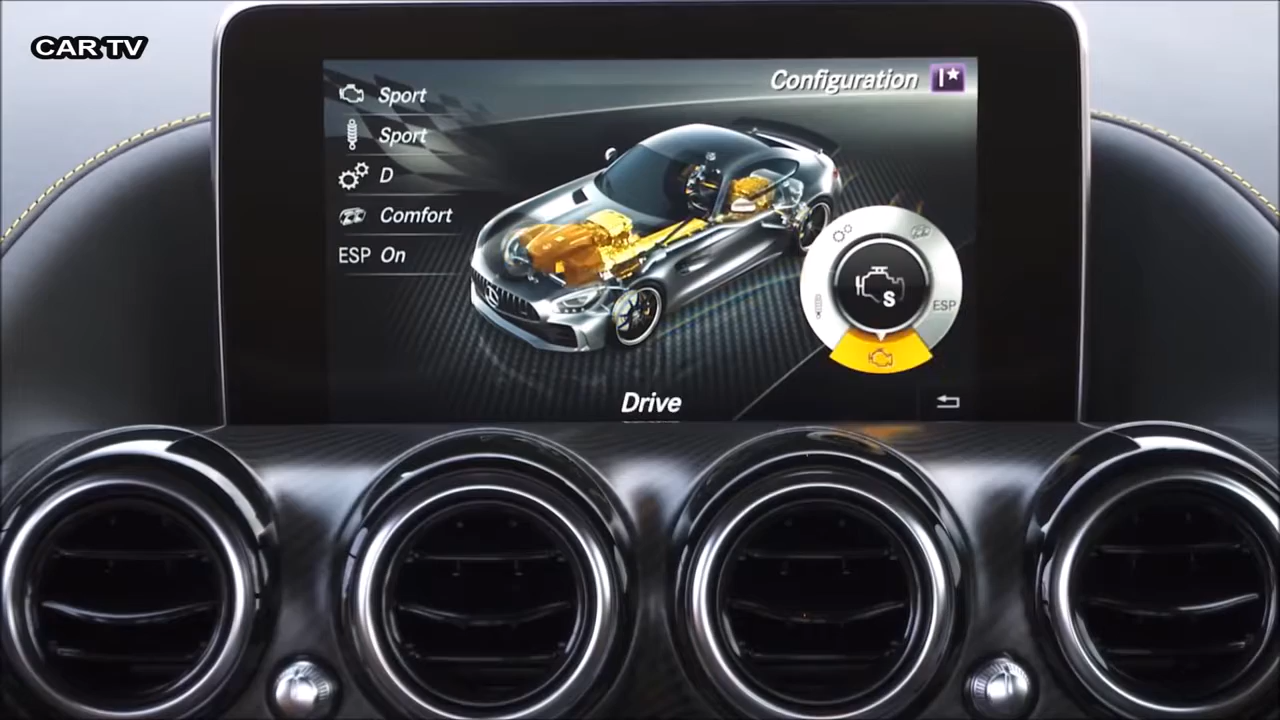 CAR TV
Configuration
Sport
Sport
D
Comfort
ESP On
S
ESP
Drive